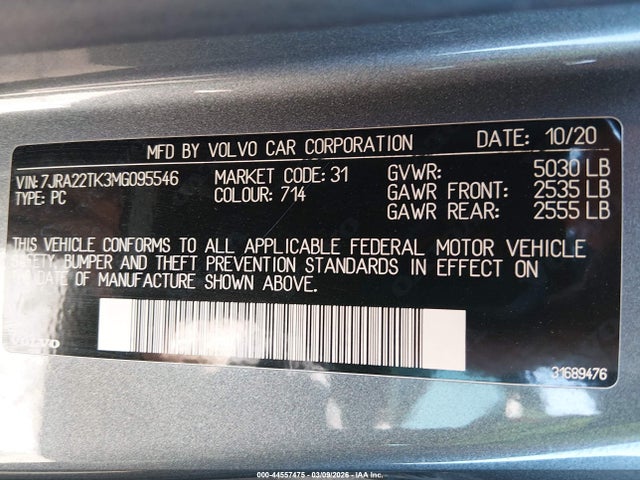 MFD BY VOLVO CAR CORPORATION DATE: 10/20
VIN: 7JRA22TK3MG095546 MARKET CODE: 31 GVWR: 5030 LB
TYPE: PC COLOUR: 714 GAWR FRONT: 2535 LB
GAWR REAR: 2555 LB
THIS VEHICLE CONFORMS TO ALL APPLICABLE FEDERAL MOTOR VEHICLE
SAFETY, BUMPER AND THEFT PREVENTION STANDARDS IN EFFECT ON
THE DATE OF MANUFACTURE SHOWN ABOVE.
VOLVO
31689476
000-44557475 - 03/09/2026 - IAA Inc.